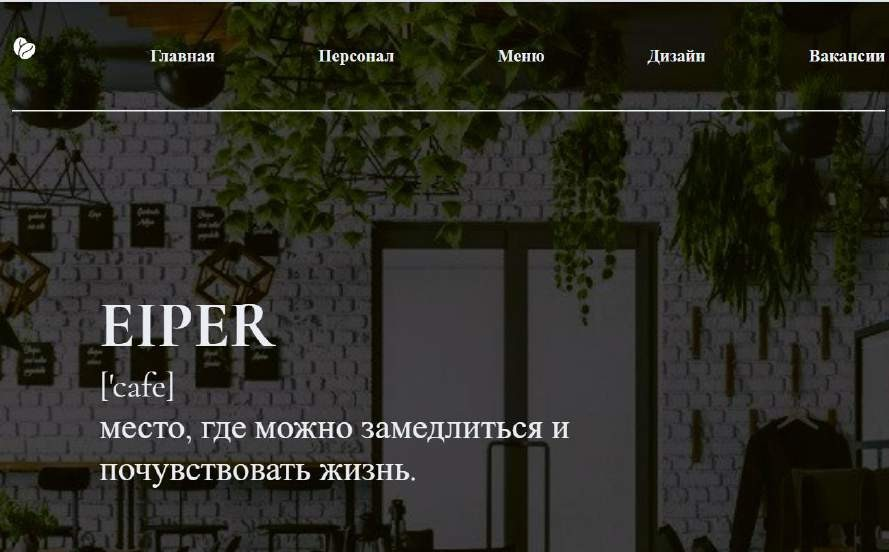 Главная Персонал Меню Дизайн Вакансии
EIPER
['cafe]
место, где можно замедлиться и
почувствовать жизнь.